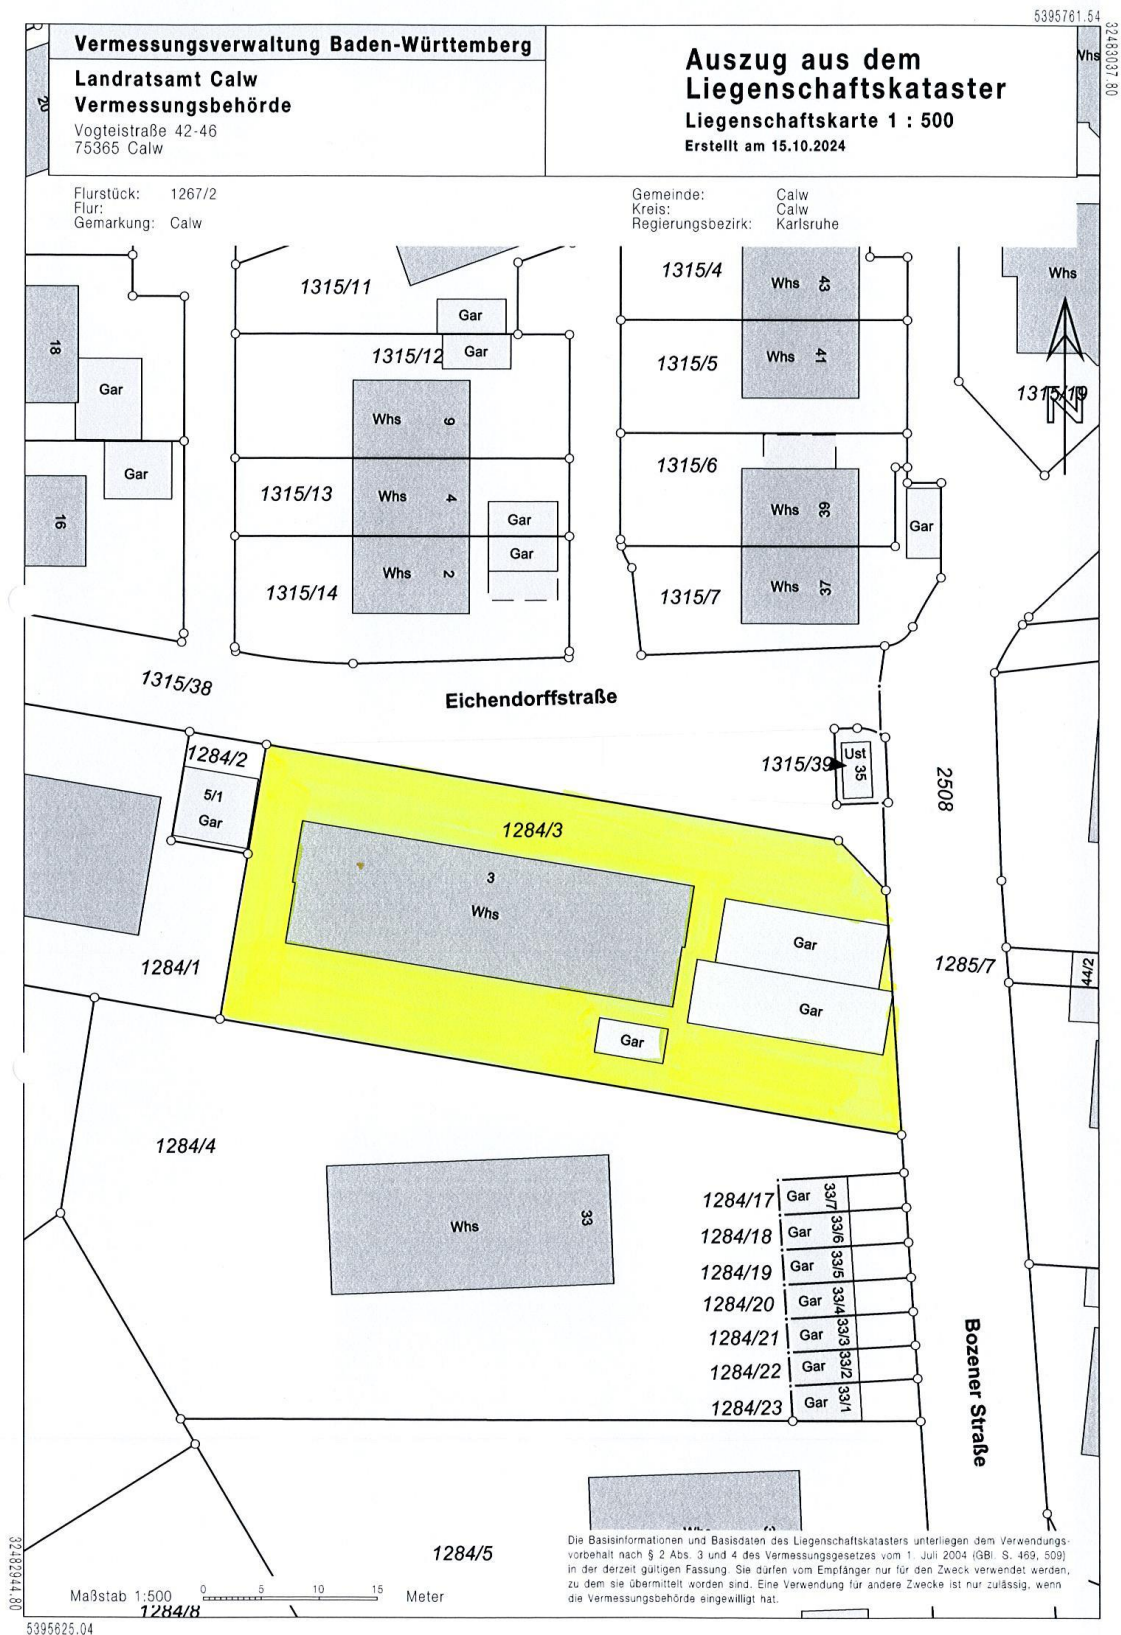 5395761.54
32483037.80
Vermessungsverwaltung Baden-Württemberg
Landratsamt Calw
Vermessungsbehörde
Vogteistraße 42-46
75365 Calw
Auszug aus dem
Liegenschaftskataster
Liegenschaftskarte 1 : 500
Erstellt am 15.10.2024
Flurstück: 1267/2
Flur:
Gemarkung: Calw
Gemeinde: Calw
Kreis: Calw
Regierungsbezirk: Karlsruhe
20
Whs
1315/11
Gar
1315/12
Gar
18
Gar
Gar
16
Whs 6
1315/13
Whs 4
Gar
Gar
1315/14
Whs 2
1315/4
Whs 43
1315/5
Whs 41
1315/6
Whs 39
Gar
1315/7
Whs 37
Whs
1315/19
N
1315/38
Eichendorffstraße
1284/2
5/1
Gar
1315/39
Ust
35
2508
1284/3
3
Whs
Gar
Gar
Gar
1284/1
1285/7
44/2
1284/4
Whs
33
1284/17 Gar 33/7
1284/18 Gar 33/6
1284/19 Gar 33/5
1284/20 Gar 33/4
1284/21 Gar 33/3
1284/22 Gar 33/2
1284/23 Gar 33/1
Bozener Straße
1284/5
Whs
1284/8
Maßstab 1:500 0 5 10 15 Meter
Die Basisinformationen und Basisdaten des Liegenschaftskatasters unterliegen dem Verwendungs-
vorbehalt nach § 2 Abs. 3 und 4 des Vermessungsgesetzes vom 1. Juli 2004 (GBl. S. 469, 509)
in der derzeit gültigen Fassung. Sie dürfen vom Empfänger nur für den Zweck verwendet werden,
zu dem sie übermittelt worden sind. Eine Verwendung für andere Zwecke ist nur zulässig, wenn
die Vermessungsbehörde eingewilligt hat.
32482944.80
5395625.04